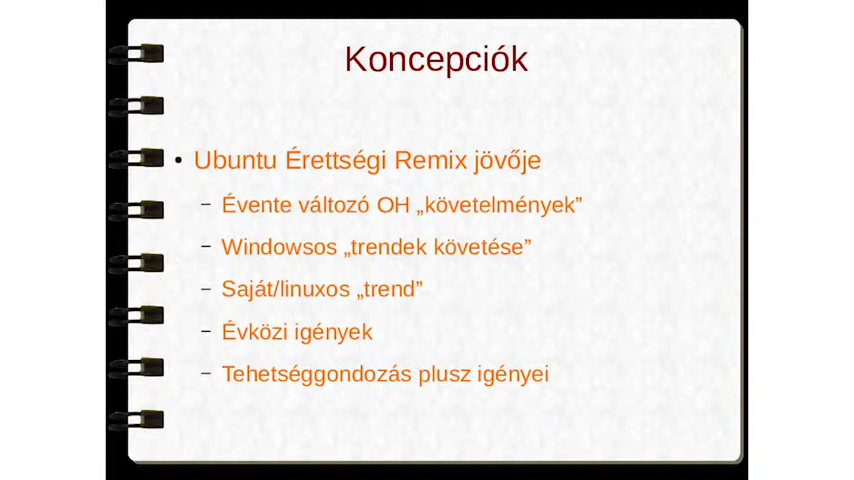 Koncepciók
Ubuntu Érettségi Remix jövője
Évente változó OH „követelmények”
Windowsos „trendek követése”
Saját/linuxos „trend”
Évközi igények
Tehetséggondozás plusz igényei